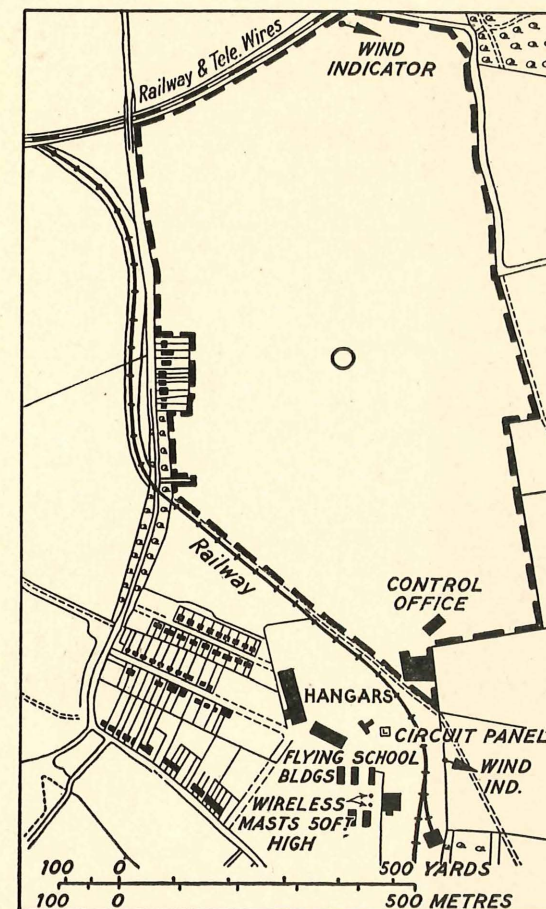 Railway & Tele. Wires
WIND
INDICATOR
Railway
CONTROL
OFFICE
HANGARS
CIRCUIT PANEL
FLYING SCHOOL
BLDGS
WIND
IND.
WIRELESS
MASTS 50FT
HIGH
100 0 500 YARDS
100 0 500 METRES